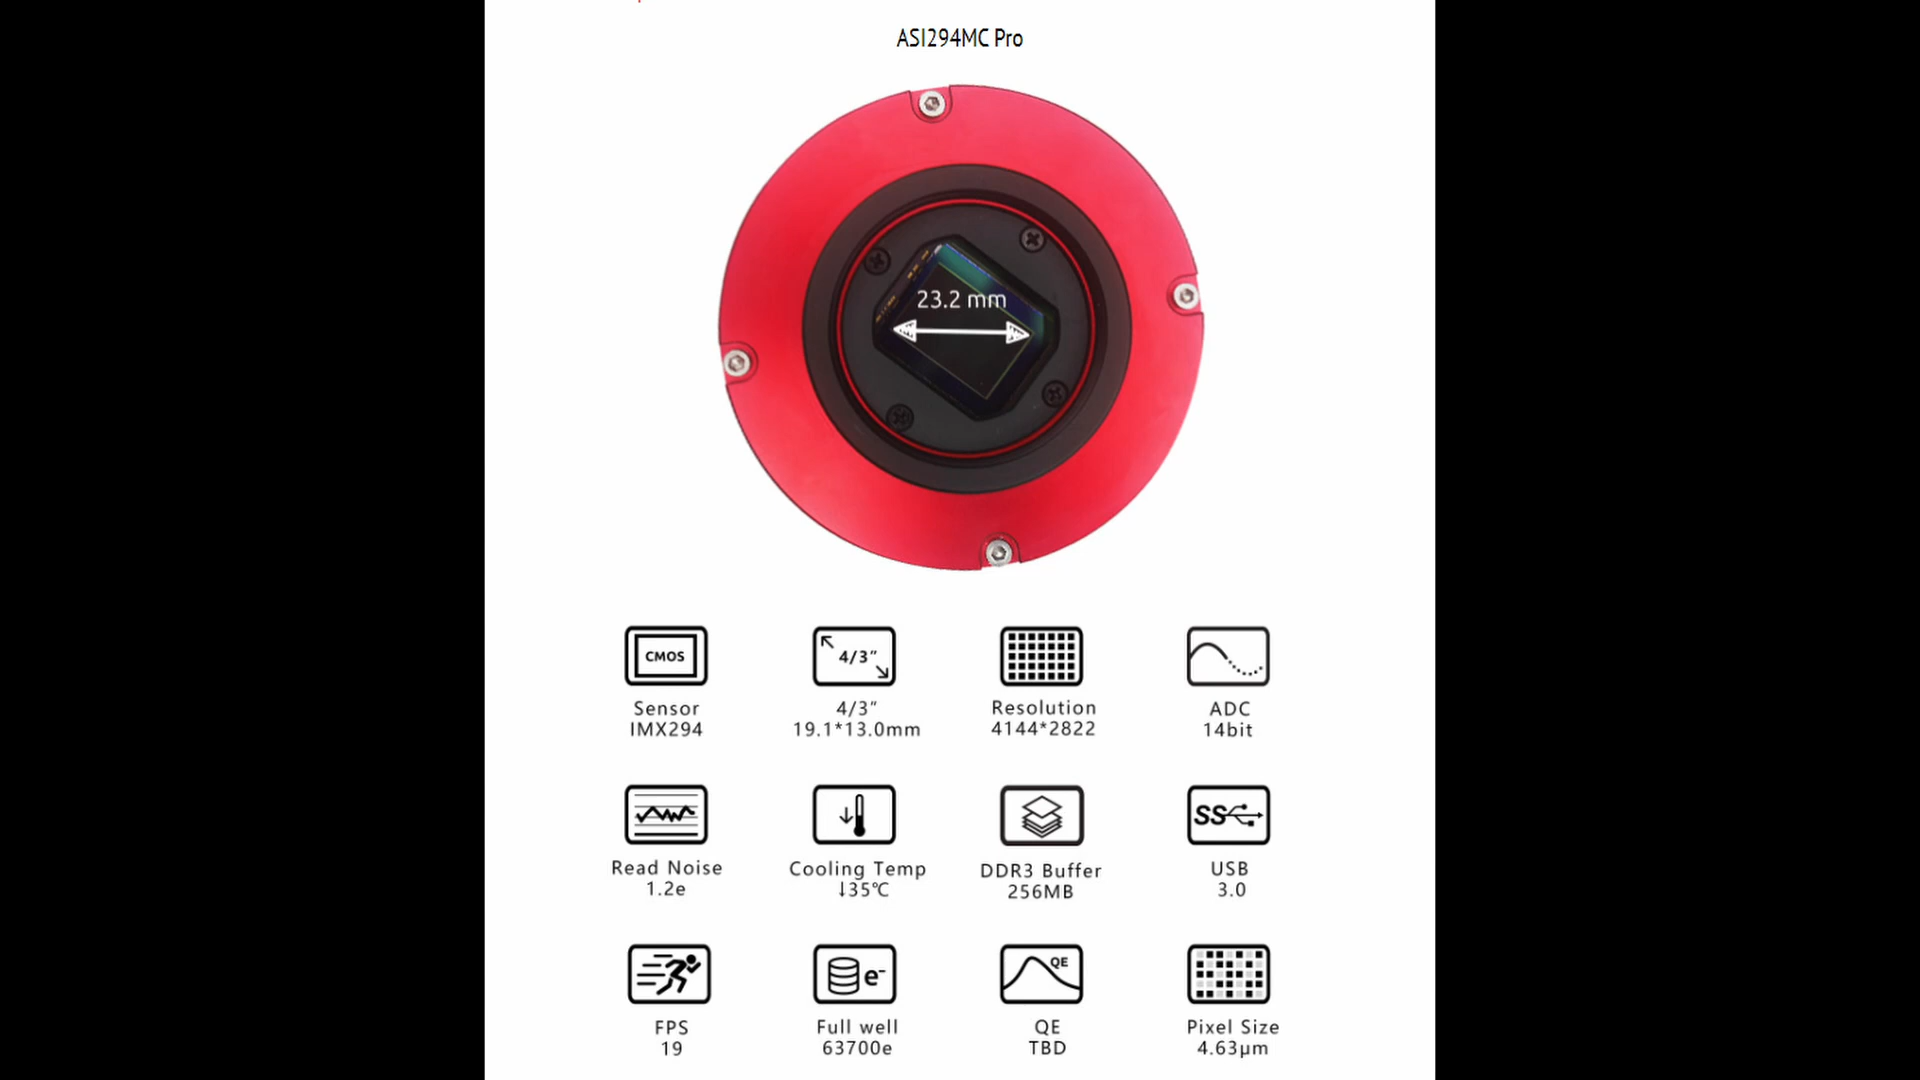 ASI294MC Pro
23.2 mm
CMOS
4/3"
Sensor
IMX294
4/3"
19.1*13.0mm
Resolution
4144*2822
ADC
14bit
SS
Read Noise
1.2e
Cooling Temp
↓35℃
DDR3 Buffer
256MB
USB
3.0
e-
QE
FPS
19
Full well
63700e
QE
TBD
Pixel Size
4.63μm